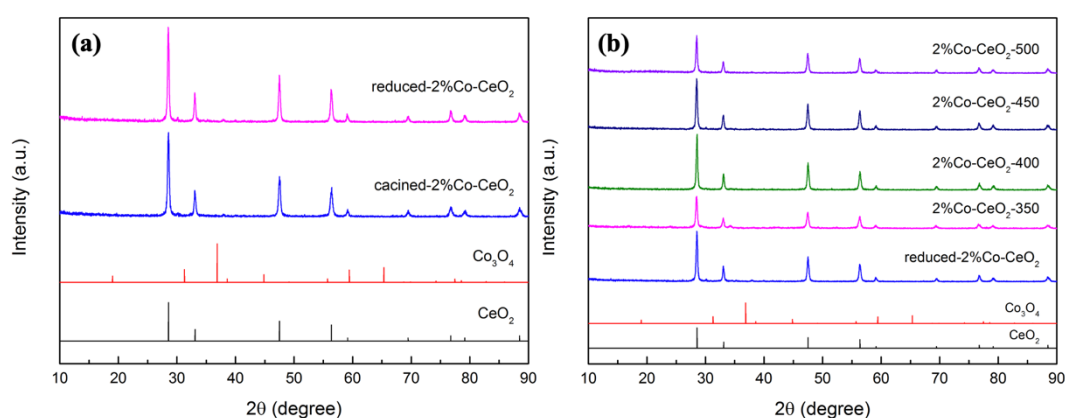 (a)
reduced-2%Co-CeO₂
cacined-2%Co-CeO₂
Co₃O₄
CeO₂
Intensity (a.u.)
10 20 30 40 50 60 70 80 90
2θ (degree)
(b)
2%Co-CeO₂-500
2%Co-CeO₂-450
2%Co-CeO₂-400
2%Co-CeO₂-350
reduced-2%Co-CeO₂
Co₃O₄
CeO₂
Intensity (a.u.)
10 20 30 40 50 60 70 80 90
2θ (degree)